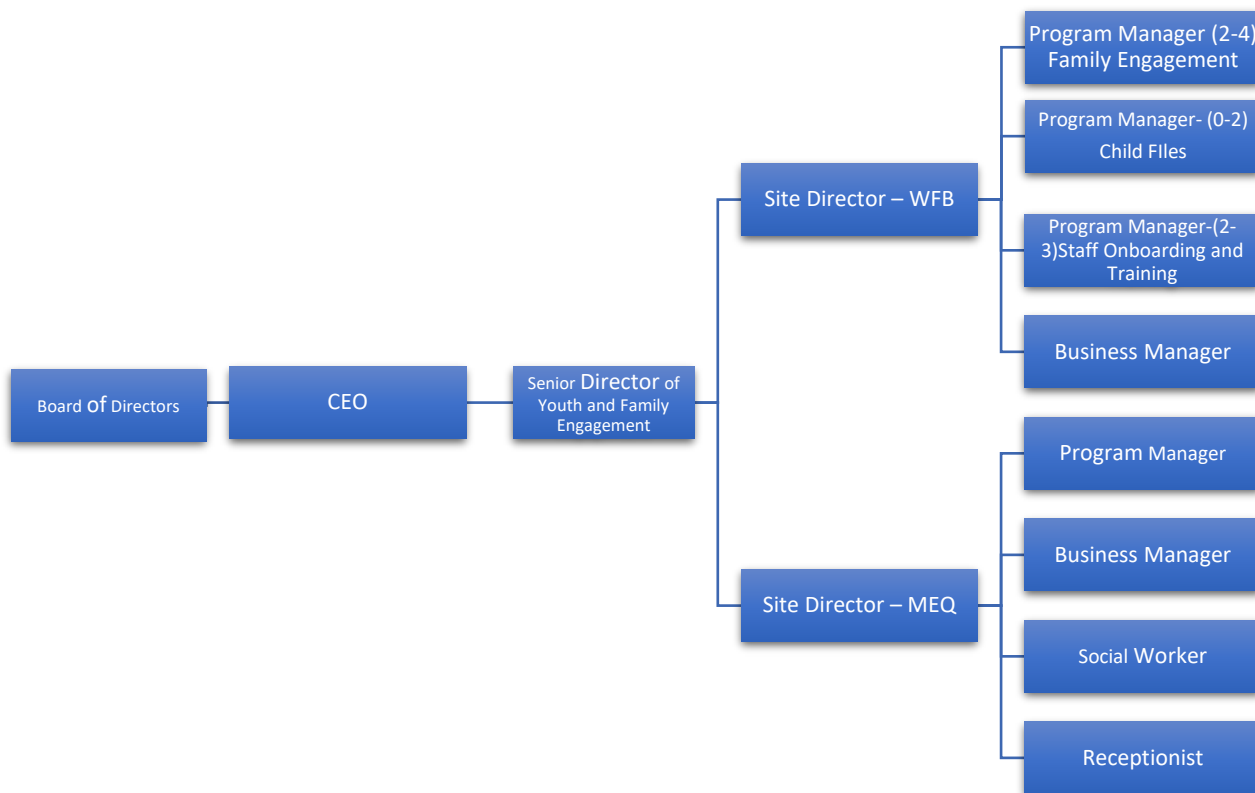 Program Manager (2-4)
Family Engagement
Program Manager- (0-2)
Child FIles
Site Director – WFB
Program Manager-(2-
3)Staff Onboarding and
Training
Business Manager
Board of Directors
CEO
Senior Director of
Youth and Family
Engagement
Program Manager
Business Manager
Site Director – MEQ
Social Worker
Receptionist